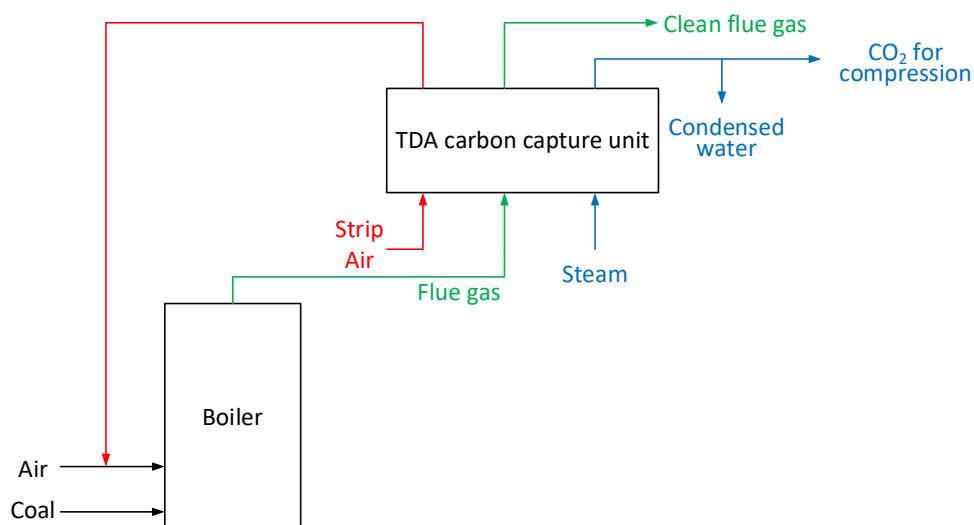 Clean flue gas
CO₂ for
compression
TDA carbon capture unit
Condensed
water
Strip
Air
Steam
Flue gas
Boiler
Air
Coal